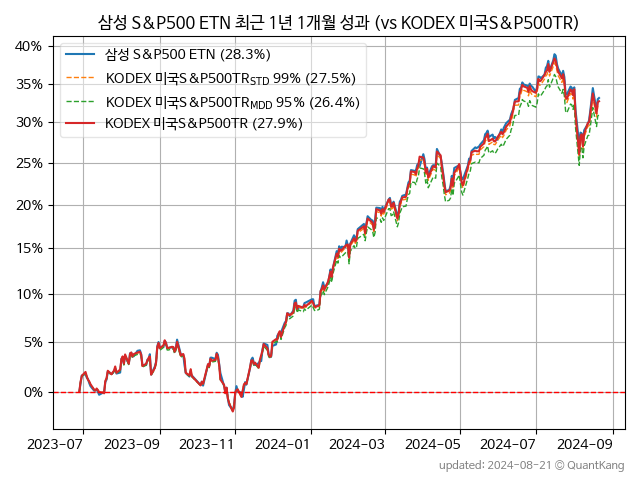 삼성 S&P500 ETN 최근 1년 1개월 성과 (vs KODEX 미국S&P500TR)
40%
35%
30%
25%
20%
15%
10%
5%
0%
삼성 S&P500 ETN (28.3%)
KODEX 미국S&P500TR_STD 99% (27.5%)
KODEX 미국S&P500TR_MDD 95% (26.4%)
KODEX 미국S&P500TR (27.9%)
2023-07 2023-09 2023-11 2024-01 2024-03 2024-05 2024-07 2024-09
updated: 2024-08-21 © QuantKang